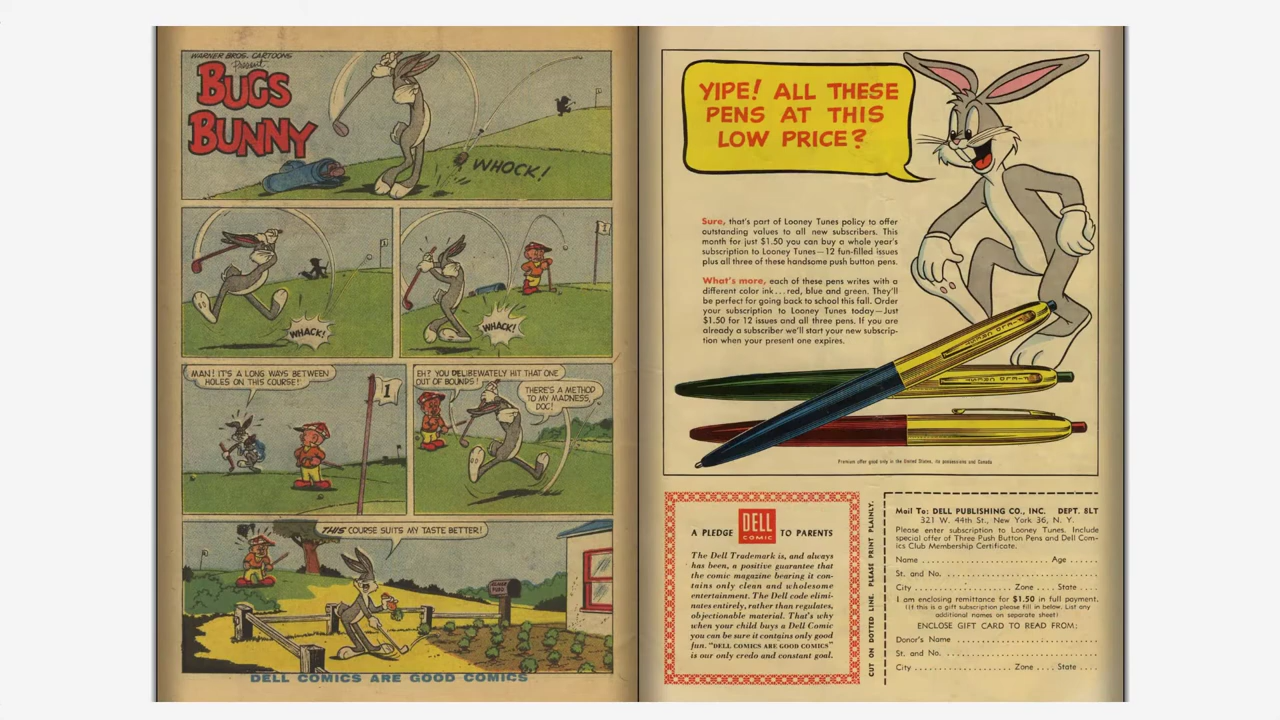 WARNER BROS. CARTOONS
Present
BUGS
BUNNY
WHOCK!
WHACK!
1
WHACK!
MAN! IT'S A LONG WAYS BETWEEN
HOLES ON THIS COURSE!
1
EH? YOU DELIBEWATELY HIT THAT ONE
OUT OF BOUNDS!
THERE'S A METHOD
TO MY MADNESS,
DOC!
THIS COURSE SUITS MY TASTE BETTER!
DELL COMICS ARE GOOD COMICS
YIPE! ALL THESE
PENS AT THIS
LOW PRICE?
Sure, that's part of Looney Tunes policy to offer
outstanding values to all new subscribers. This
month for just $1.50 you can buy a whole year's
subscription to Looney Tunes—12 fun-filled issues
plus all three of these handsome push button pens.
What's more, each of these pens writes with a
different color ink...red, blue and green. They'll
be perfect for going back to school this fall. Order
your subscription to Looney Tunes today—Just
$1.50 for 12 issues and all three pens. If you are
already a subscriber we'll start your new subscrip-
tion when your present one expires.
Premium offer good only in the United States, its possessions and Canada
A PLEDGE DELL COMIC TO PARENTS
The Dell Trademark is, and always
has been, a positive guarantee that
the comic magazine bearing it con-
tains only clean and wholesome
entertainment. The Dell code elimi-
nates entirely, rather than regulates,
objectionable material. That's why
when your child buys a Dell Comic
you can be sure it contains only good
fun. "DELL COMICS ARE GOOD COMICS"
is our only credo and constant goal.
CUT ON DOTTED LINE. PLEASE PRINT PLAINLY.
Mail To: DELL PUBLISHING CO., INC. DEPT. 8LT
321 W. 44th St., New York 36, N. Y.
Please enter subscription to Looney Tunes. Include
special offer of Three Push Button Pens and Dell Com-
ics Club Membership Certificate.
Name Age
St. and No.
City Zone State
I am enclosing remittance for $1.50 in full payment.
(If this is a gift subscription please fill in below. List any
additional names on separate sheet)
ENCLOSE GIFT CARD TO READ FROM:
Donor's Name
St. and No.
City Zone State